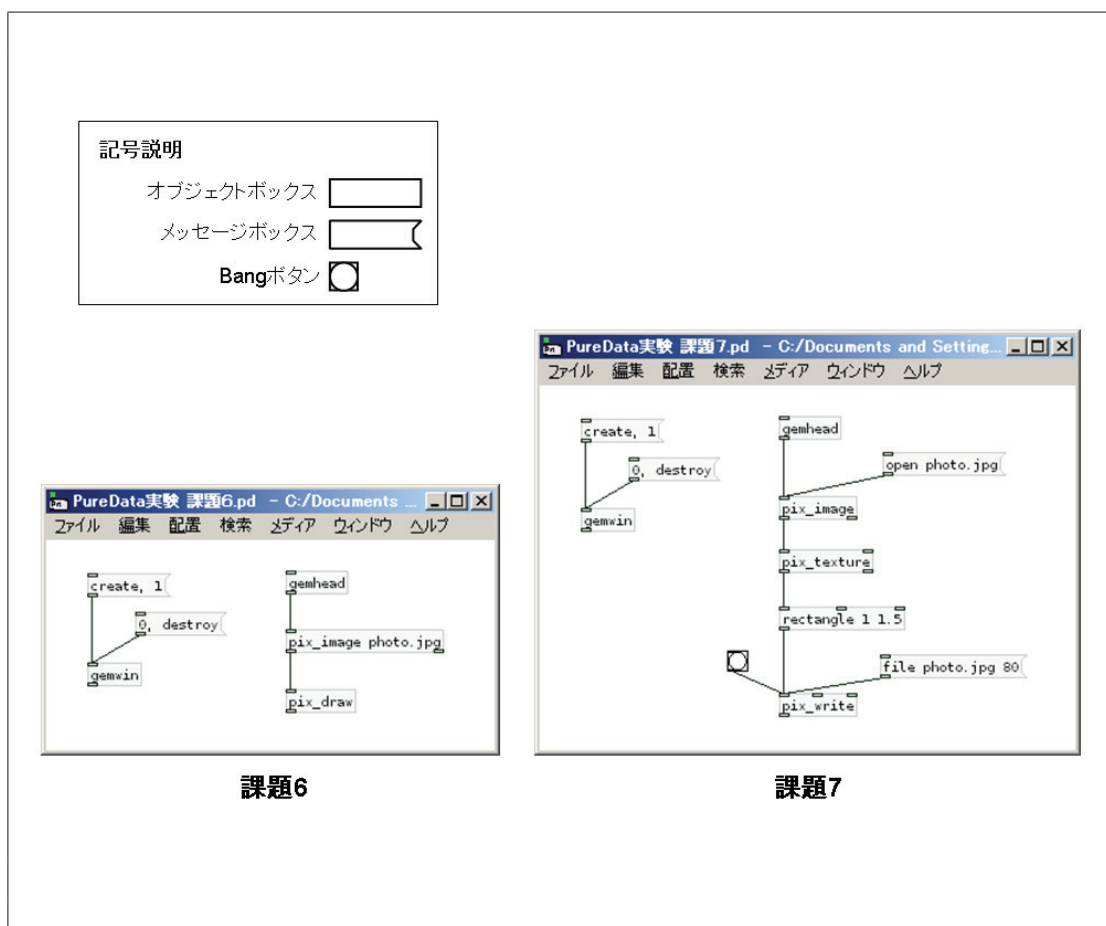 記号説明
オブジェクトボックス
メッセージボックス
Bangボタン
PureData実験 課題6.pd - C:/Documents ...
ファイル 編集 配置 検索 メディア ウィンドウ ヘルプ
create, 1
0, destroy
gemwin
gemhead
pix_image photo.jpg
pix_draw
課題6
PureData実験 課題7.pd - C:/Documents and Setting...
ファイル 編集 配置 検索 メディア ウィンドウ ヘルプ
create, 1
0, destroy
gemwin
gemhead
open photo.jpg
pix_image
pix_texture
rectangle 1 1.5
file photo.jpg 80
pix_write
課題7